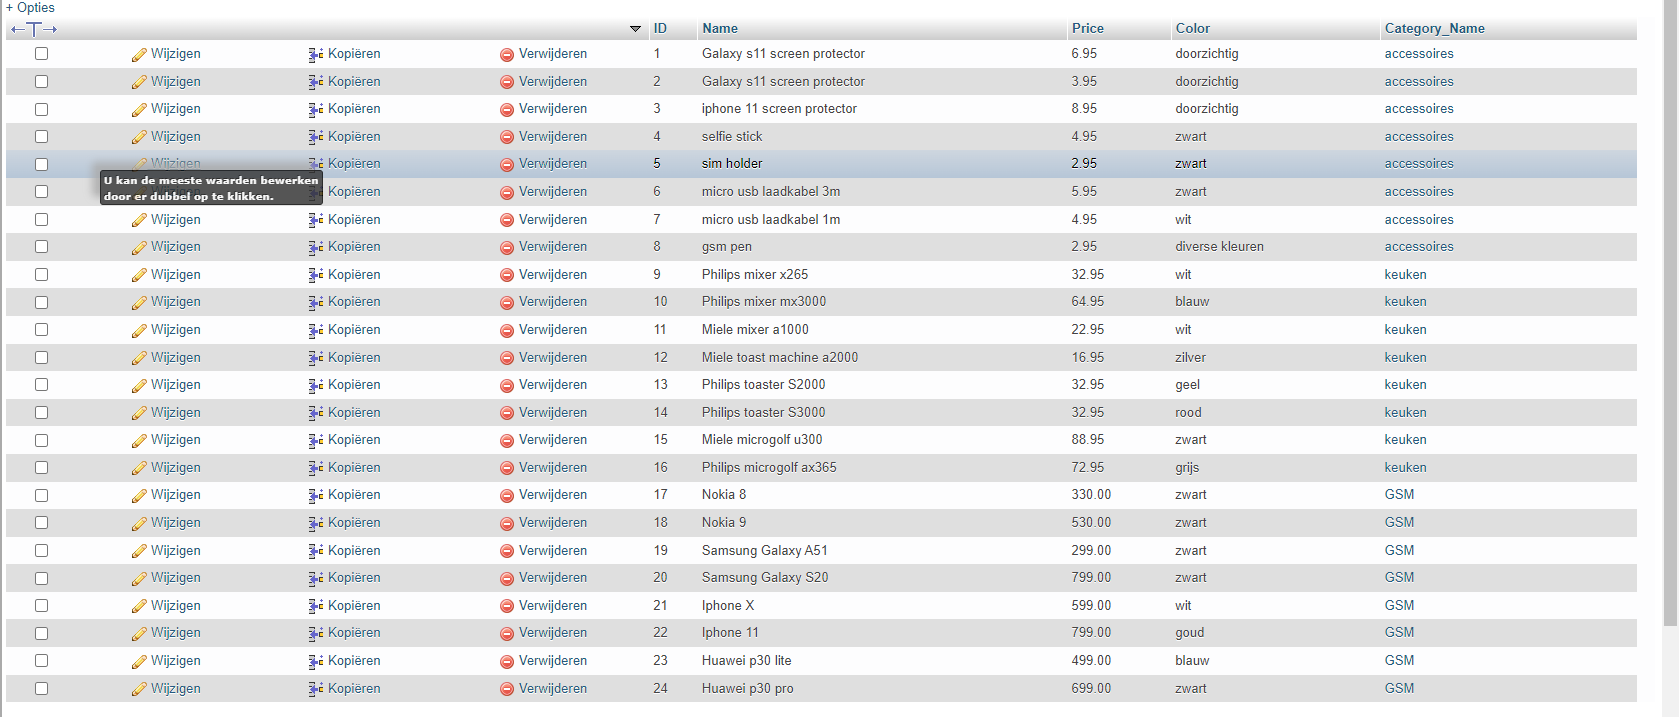 + Opties
←T→ ID Name Price Color Category_Name
Wijzigen Kopiëren Verwijderen 1 Galaxy s11 screen protector 6.95 doorzichtig accessoires
Wijzigen Kopiëren Verwijderen 2 Galaxy s11 screen protector 3.95 doorzichtig accessoires
Wijzigen Kopiëren Verwijderen 3 iphone 11 screen protector 8.95 doorzichtig accessoires
Wijzigen Kopiëren Verwijderen 4 selfie stick 4.95 zwart accessoires
Wijzigen Kopiëren Verwijderen 5 sim holder 2.95 zwart accessoires
U kan de meeste waarden bewerken
door er dubbel op te klikken.
Kopiëren Verwijderen 6 micro usb laadkabel 3m 5.95 zwart accessoires
Wijzigen Kopiëren Verwijderen 7 micro usb laadkabel 1m 4.95 wit accessoires
Wijzigen Kopiëren Verwijderen 8 gsm pen 2.95 diverse kleuren accessoires
Wijzigen Kopiëren Verwijderen 9 Philips mixer x265 32.95 wit keuken
Wijzigen Kopiëren Verwijderen 10 Philips mixer mx3000 64.95 blauw keuken
Wijzigen Kopiëren Verwijderen 11 Miele mixer a1000 22.95 wit keuken
Wijzigen Kopiëren Verwijderen 12 Miele toast machine a2000 16.95 zilver keuken
Wijzigen Kopiëren Verwijderen 13 Philips toaster S2000 32.95 geel keuken
Wijzigen Kopiëren Verwijderen 14 Philips toaster S3000 32.95 rood keuken
Wijzigen Kopiëren Verwijderen 15 Miele microgolf u300 88.95 zwart keuken
Wijzigen Kopiëren Verwijderen 16 Philips microgolf ax365 72.95 grijs keuken
Wijzigen Kopiëren Verwijderen 17 Nokia 8 330.00 zwart GSM
Wijzigen Kopiëren Verwijderen 18 Nokia 9 530.00 zwart GSM
Wijzigen Kopiëren Verwijderen 19 Samsung Galaxy A51 299.00 zwart GSM
Wijzigen Kopiëren Verwijderen 20 Samsung Galaxy S20 799.00 zwart GSM
Wijzigen Kopiëren Verwijderen 21 Iphone X 599.00 wit GSM
Wijzigen Kopiëren Verwijderen 22 Iphone 11 799.00 goud GSM
Wijzigen Kopiëren Verwijderen 23 Huawei p30 lite 499.00 blauw GSM
Wijzigen Kopiëren Verwijderen 24 Huawei p30 pro 699.00 zwart GSM